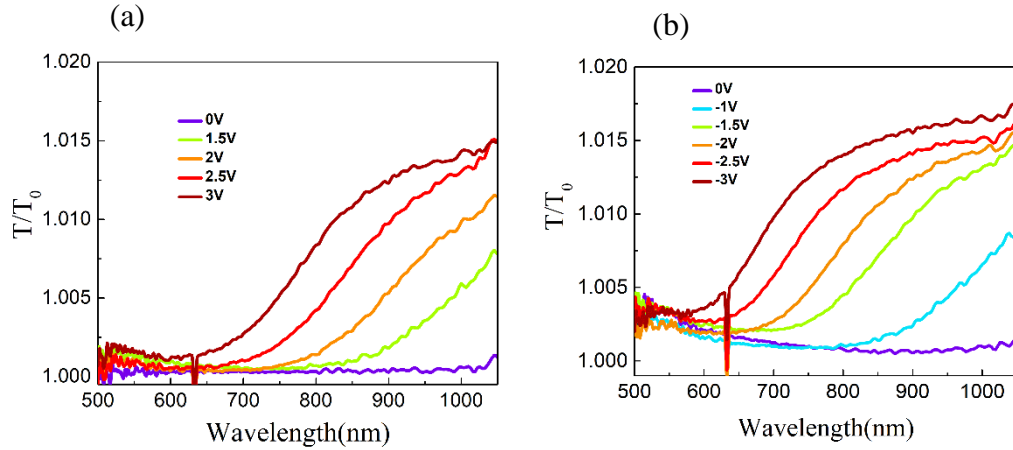 (a)
1.020
1.015
1.010
1.005
1.000
T/T0
0V
1.5V
2V
2.5V
3V
500 600 700 800 900 1000
Wavelength(nm)
(b)
1.020
1.015
1.010
1.005
1.000
T/T0
0V
-1V
-1.5V
-2V
-2.5V
-3V
500 600 700 800 900 1000
Wavelength(nm)